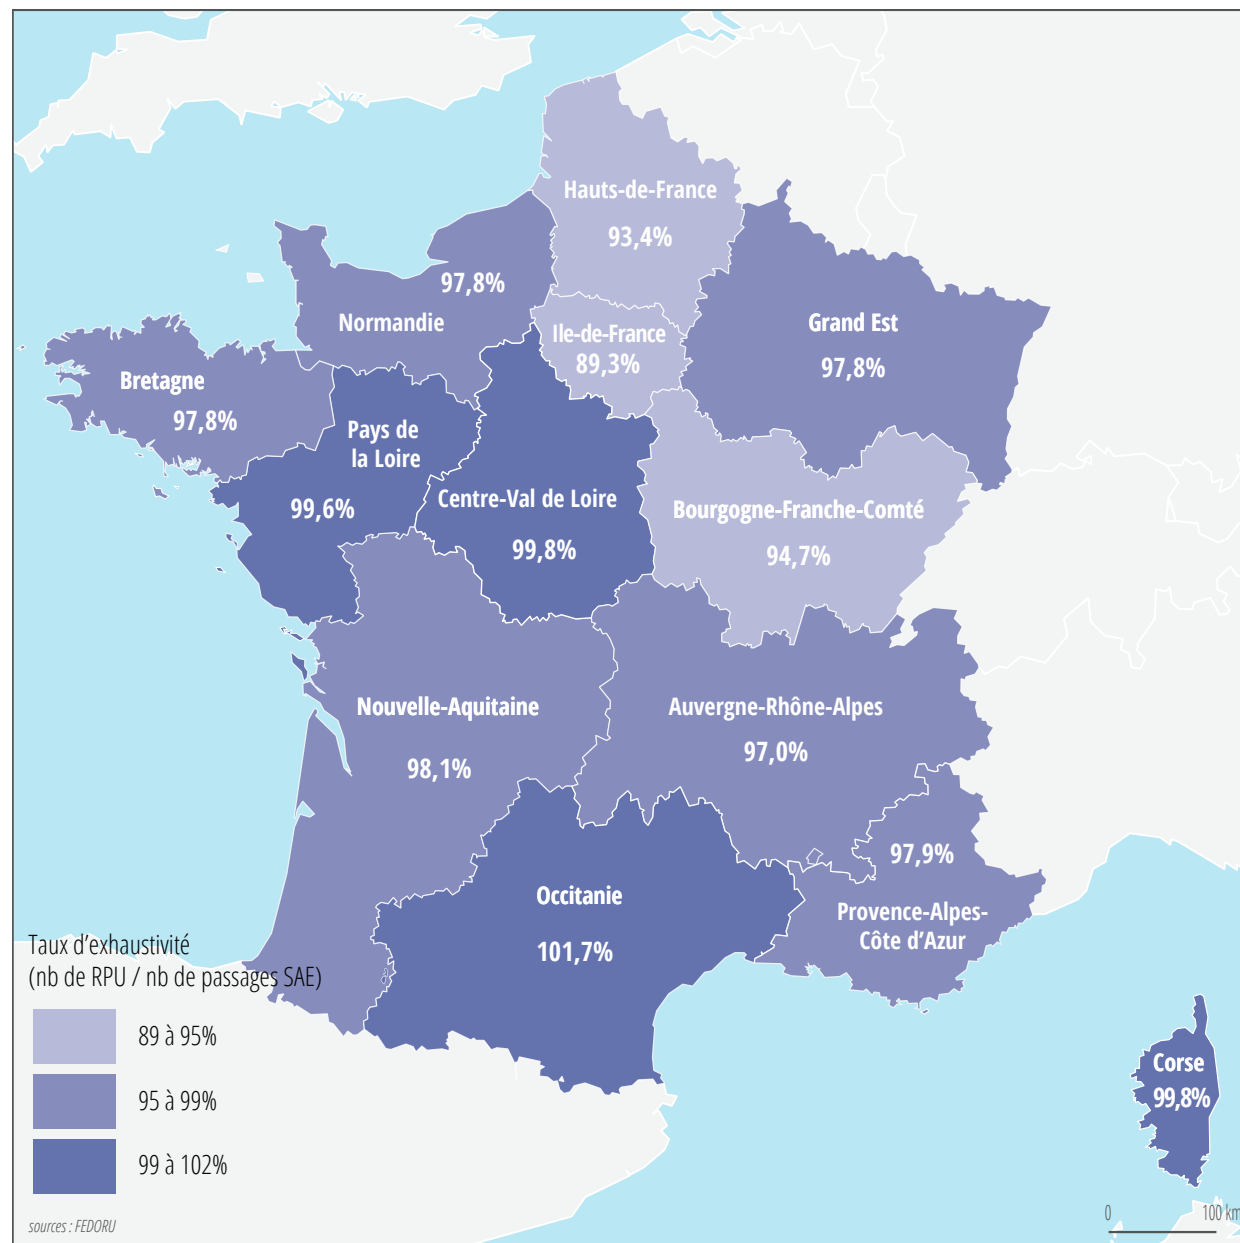 Hauts-de-France
93,4%
97,8%
Normandie
Ile-de-France
89,3%
Grand Est
97,8%
Bretagne
97,8%
Pays de
la Loire
99,6%
Centre-Val de Loire
99,8%
Bourgogne-Franche-Comté
94,7%
Nouvelle-Aquitaine
98,1%
Auvergne-Rhône-Alpes
97,0%
97,9%
Provence-Alpes-
Côte d'Azur
Occitanie
101,7%
Corse
99,8%
Taux d'exhaustivité
(nb de RPU / nb de passages SAE)
89 à 95%
95 à 99%
99 à 102%
sources : FEDORU
0 100 km